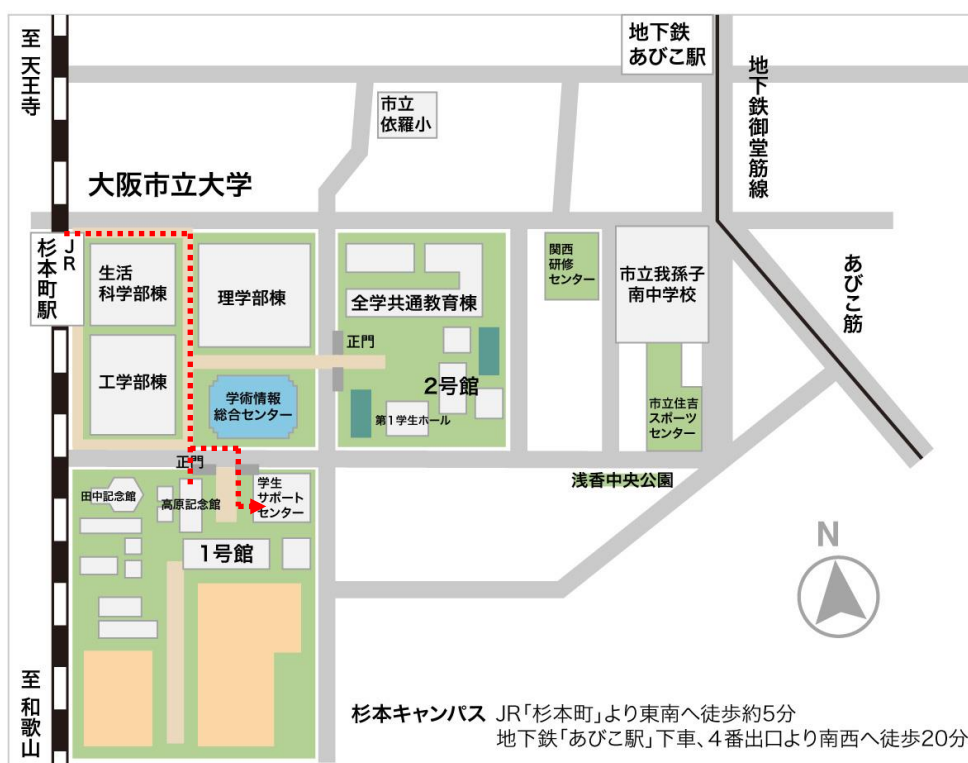 至 天王寺
地下鉄
あびこ駅
地下鉄御堂筋線
市立
依羅小
大阪市立大学
JR
杉本町駅
生活
科学部棟
理学部棟
全学共通教育棟
関西
研修
センター
市立我孫子
南中学校
あびこ筋
正門
工学部棟
学術情報
総合センター
2号館
第1学生ホール
市立住吉
スポーツ
センター
正門
浅香中央公園
田中記念館
高原記念館
学生
サポート
センター
1号館
N
至 和歌山
杉本キャンパス JR「杉本町」より東南へ徒歩約5分
地下鉄「あびこ駅」下車、4番出口より南西へ徒歩20分